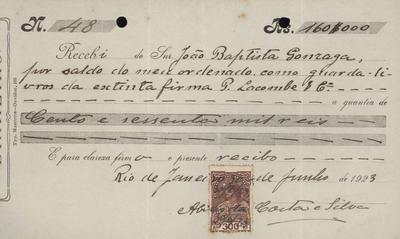 N. 48 Rs. 160$000
Recebi do Snr João Baptista Gonzaga,
por saldo do meu ordenado, como guarda-li-
vros da extincta firma P. Lacombe & Cia
a quantia de
Cento e sessenta mil reis
E para clareza firmo o presente recibo
Rio de Janeiro de Junho de 1923
Costa e Silva
300